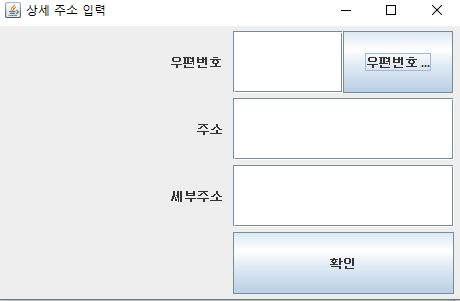 상세 주소 입력
우편번호 우편번호 ...
주소
세부주소
확인